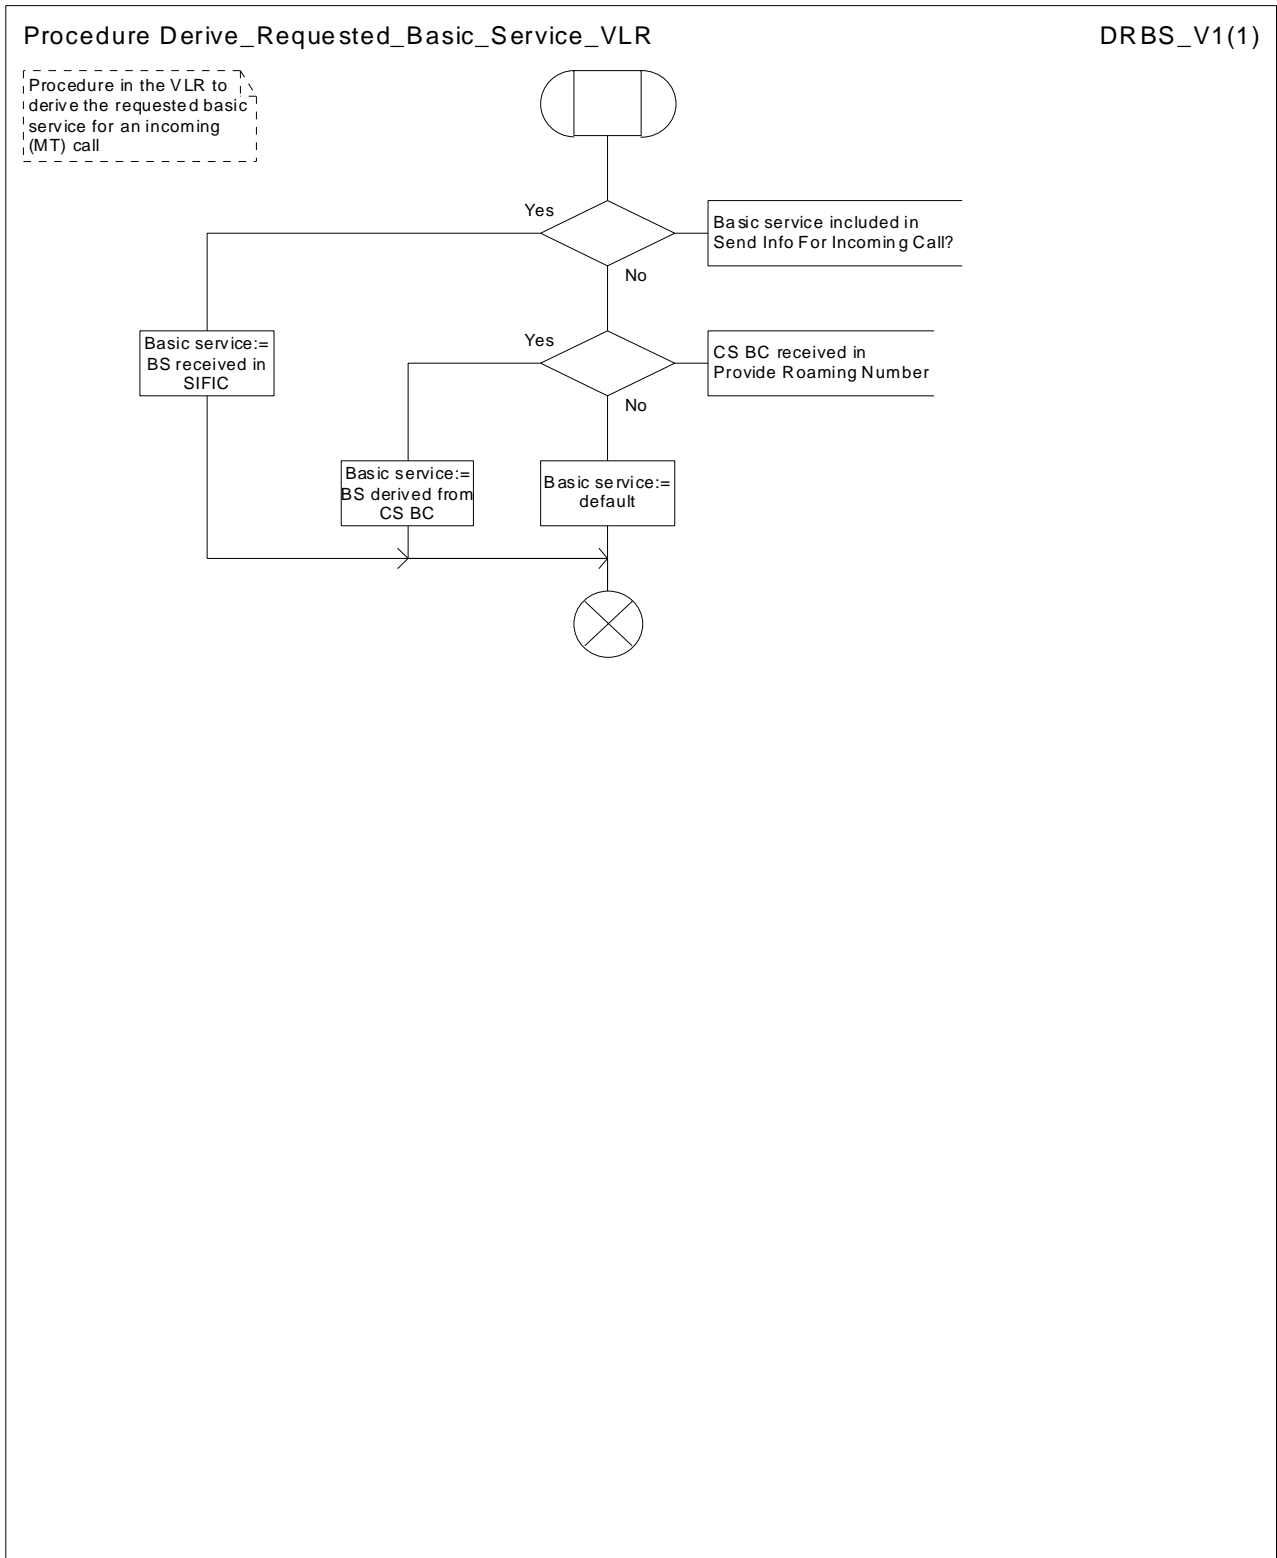 Procedure Derive_Requested_Basic_Service_VLR
DRBS_V1(1)
Procedure in the VLR to
derive the requested basic
service for an incoming
(MT) call
Yes
Basic service included in
Send Info For Incoming Call?
No
Basic service:=
BS received in
SIFIC
Yes
CS BC received in
Provide Roaming Number
No
Basic service:=
BS derived from
CS BC
Basic service:=
default